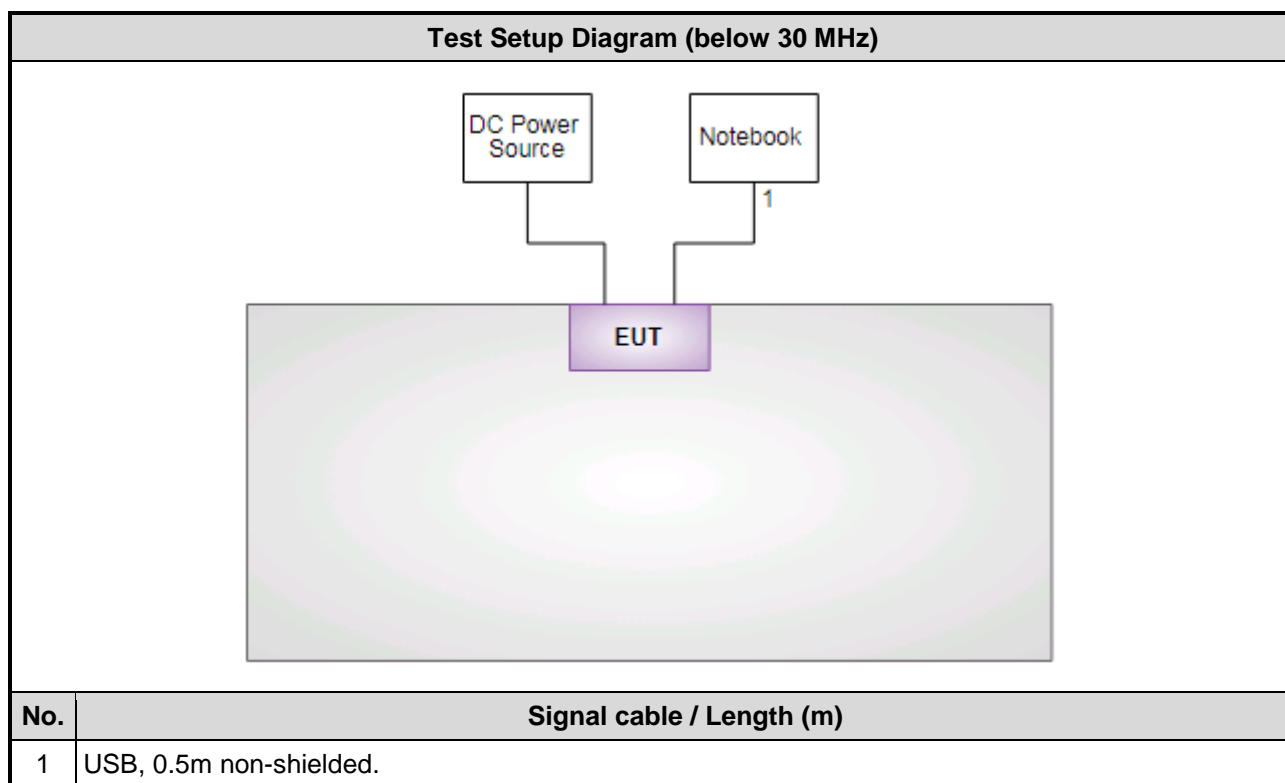 Test Setup Diagram (below 30 MHz)
DC Power
Source
Notebook
1
EUT
No. Signal cable / Length (m)
1 USB, 0.5m non-shielded.